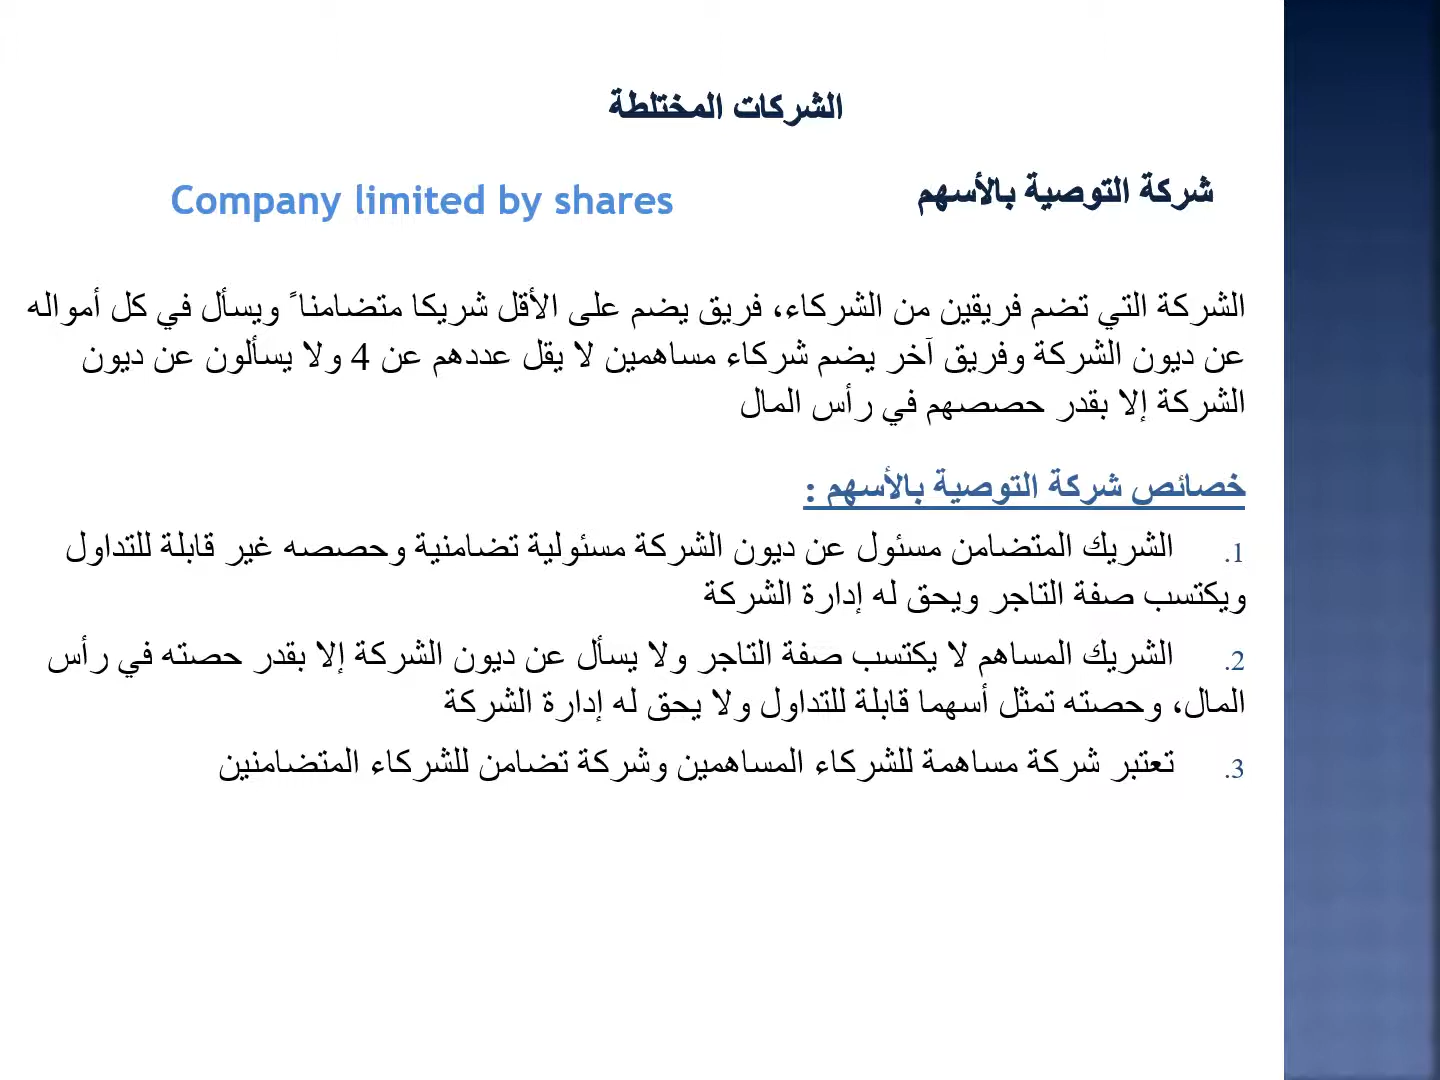 الشركات المختلطة
شركة التوصية بالأسهم
Company limited by shares
الشركة التي تضم فريقين من الشركاء، فريق يضم على الأقل شريكا متضامنا ً ويسأل في كل أمواله
عن ديون الشركة وفريق آخر يضم شركاء مساهمين لا يقل عددهم عن 4 ولا يسألون عن ديون
الشركة إلا بقدر حصصهم في رأس المال
خصائص شركة التوصية بالأسهم :
1. الشريك المتضامن مسئول عن ديون الشركة مسئولية تضامنية وحصصه غير قابلة للتداول
ويكتسب صفة التاجر ويحق له إدارة الشركة
2. الشريك المساهم لا يكتسب صفة التاجر ولا يسأل عن ديون الشركة إلا بقدر حصته في رأس
المال، وحصته تمثل أسهما قابلة للتداول ولا يحق له إدارة الشركة
3. تعتبر شركة مساهمة للشركاء المساهمين وشركة تضامن للشركاء المتضامنين